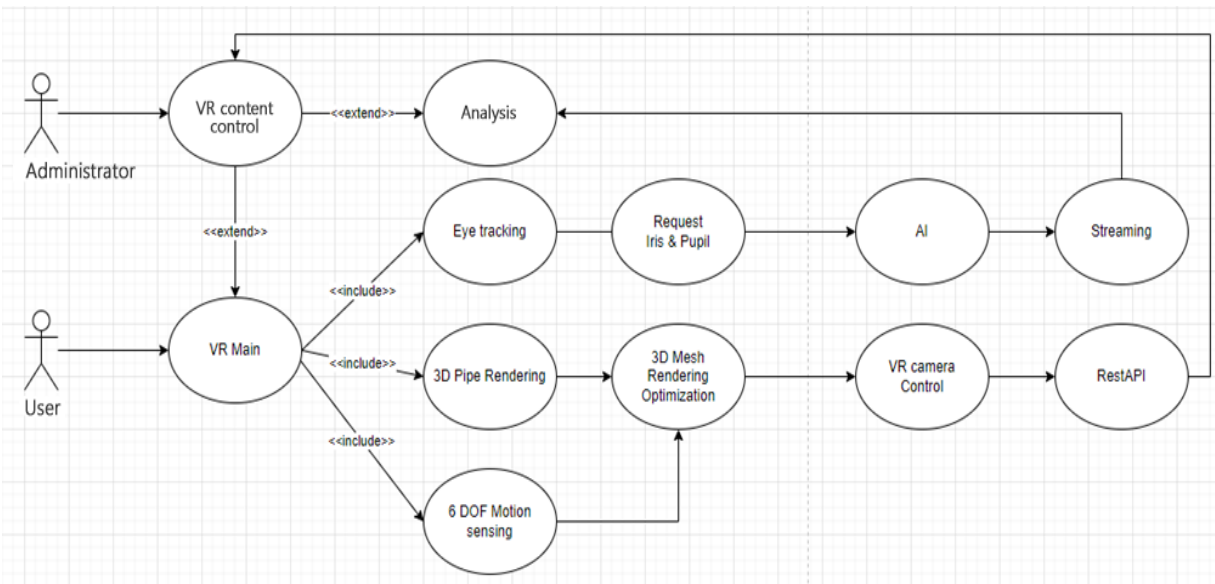 VR content
control
<<extend>>
Analysis
Administrator
<<extend>>
Eye tracking
Request
Iris & Pupil
AI
Streaming
<<include>>
User
VR Main
<<include>>
3D Pipe Rendering
3D Mesh
Rendering
Optimization
VR camera
Control
RestAPI
<<include>>
6 DOF Motion
sensing